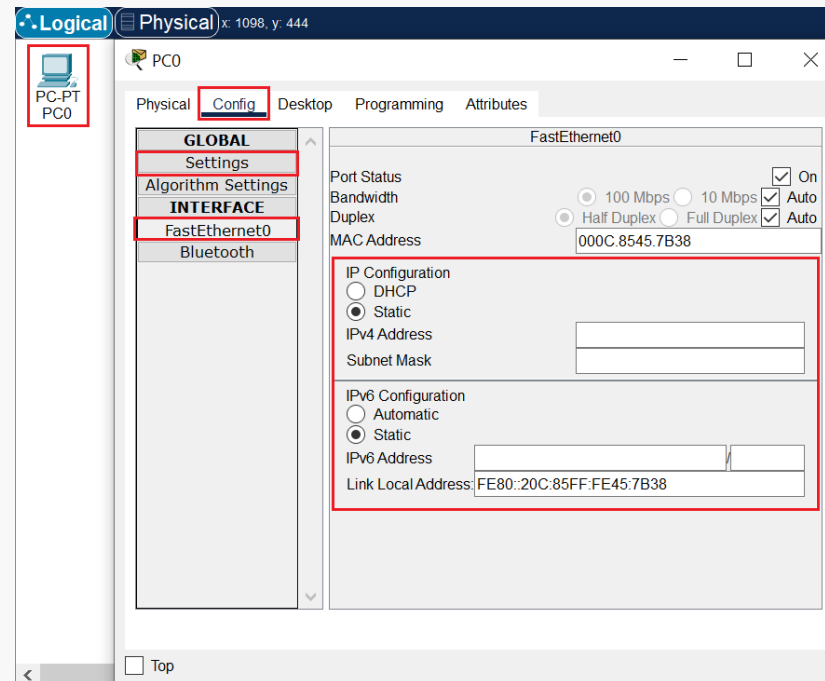 Logical Physical x: 1098, y: 444
PC-PT
PC0
PC0
Physical Config Desktop Programming Attributes
GLOBAL
Settings
Algorithm Settings
INTERFACE
FastEthernet0
Bluetooth
FastEthernet0
Port Status On
Bandwidth 100 Mbps 10 Mbps Auto
Duplex Half Duplex Full Duplex Auto
MAC Address 000C.8545.7B38
IP Configuration
DHCP
Static
IPv4 Address
Subnet Mask
IPv6 Configuration
Automatic
Static
IPv6 Address /
Link Local Address: FE80::20C:85FF:FE45:7B38
Top